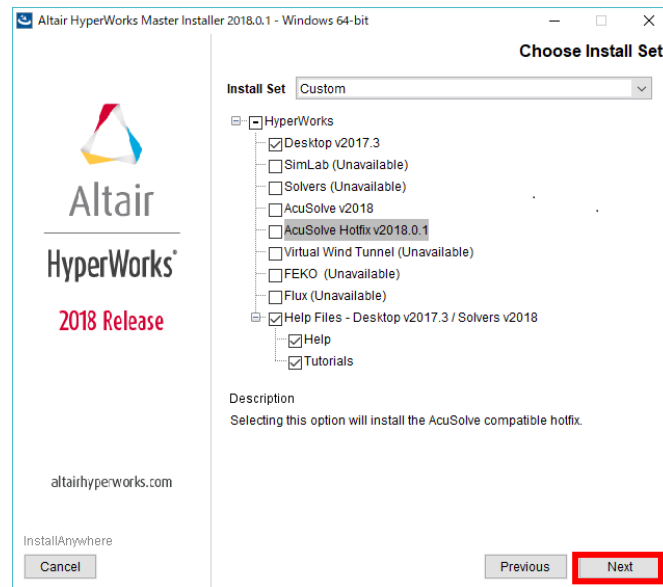 Altair HyperWorks Master Installer 2018.0.1 - Windows 64-bit
Choose Install Set
Install Set Custom
HyperWorks
Desktop v2017.3
SimLab (Unavailable)
Solvers (Unavailable)
AcuSolve v2018
AcuSolve Hotfix v2018.0.1
Virtual Wind Tunnel (Unavailable)
FEKO (Unavailable)
Flux (Unavailable)
Help Files - Desktop v2017.3 / Solvers v2018
Help
Tutorials
Description
Selecting this option will install the AcuSolve compatible hotfix.
Altair
HyperWorks®
2018 Release
altairhyperworks.com
InstallAnywhere
Cancel Previous Next